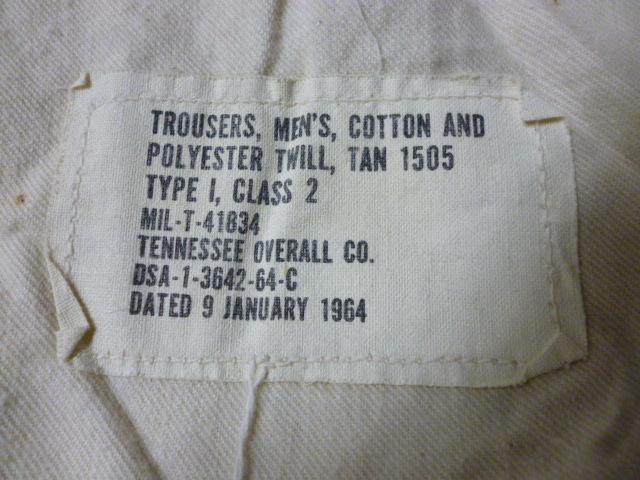 TROUSERS, MEN'S, COTTON AND
POLYESTER TWILL, TAN 1505
TYPE I, CLASS 2
MIL-T-41834
TENNESSEE OVERALL CO.
DSA-1-3642-64-C
DATED 9 JANUARY 1964